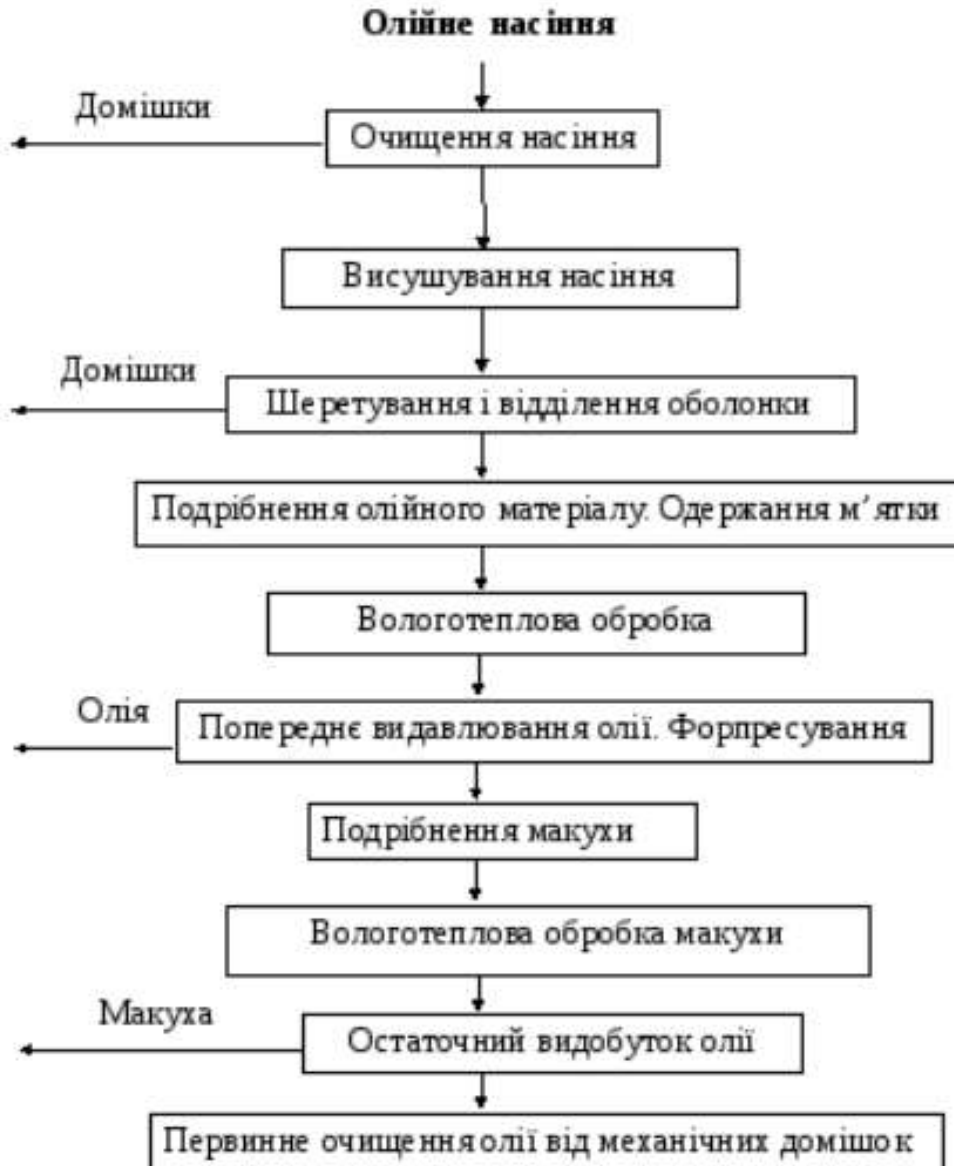 Олійне насіння
Домішки
Очищення насіння
Висушування насіння
Домішки
Шеретування і відділення оболонки
Подрібнення олійного матеріалу. Одержання м’ятки
Вологотеплова обробка
Олія
Попереднє видавлювання олії. Форпресування
Подрібнення макухи
Вологотеплова обробка макухи
Макуха
Остаточний видобуток олії
Первинне очищення олії від механічних домішок